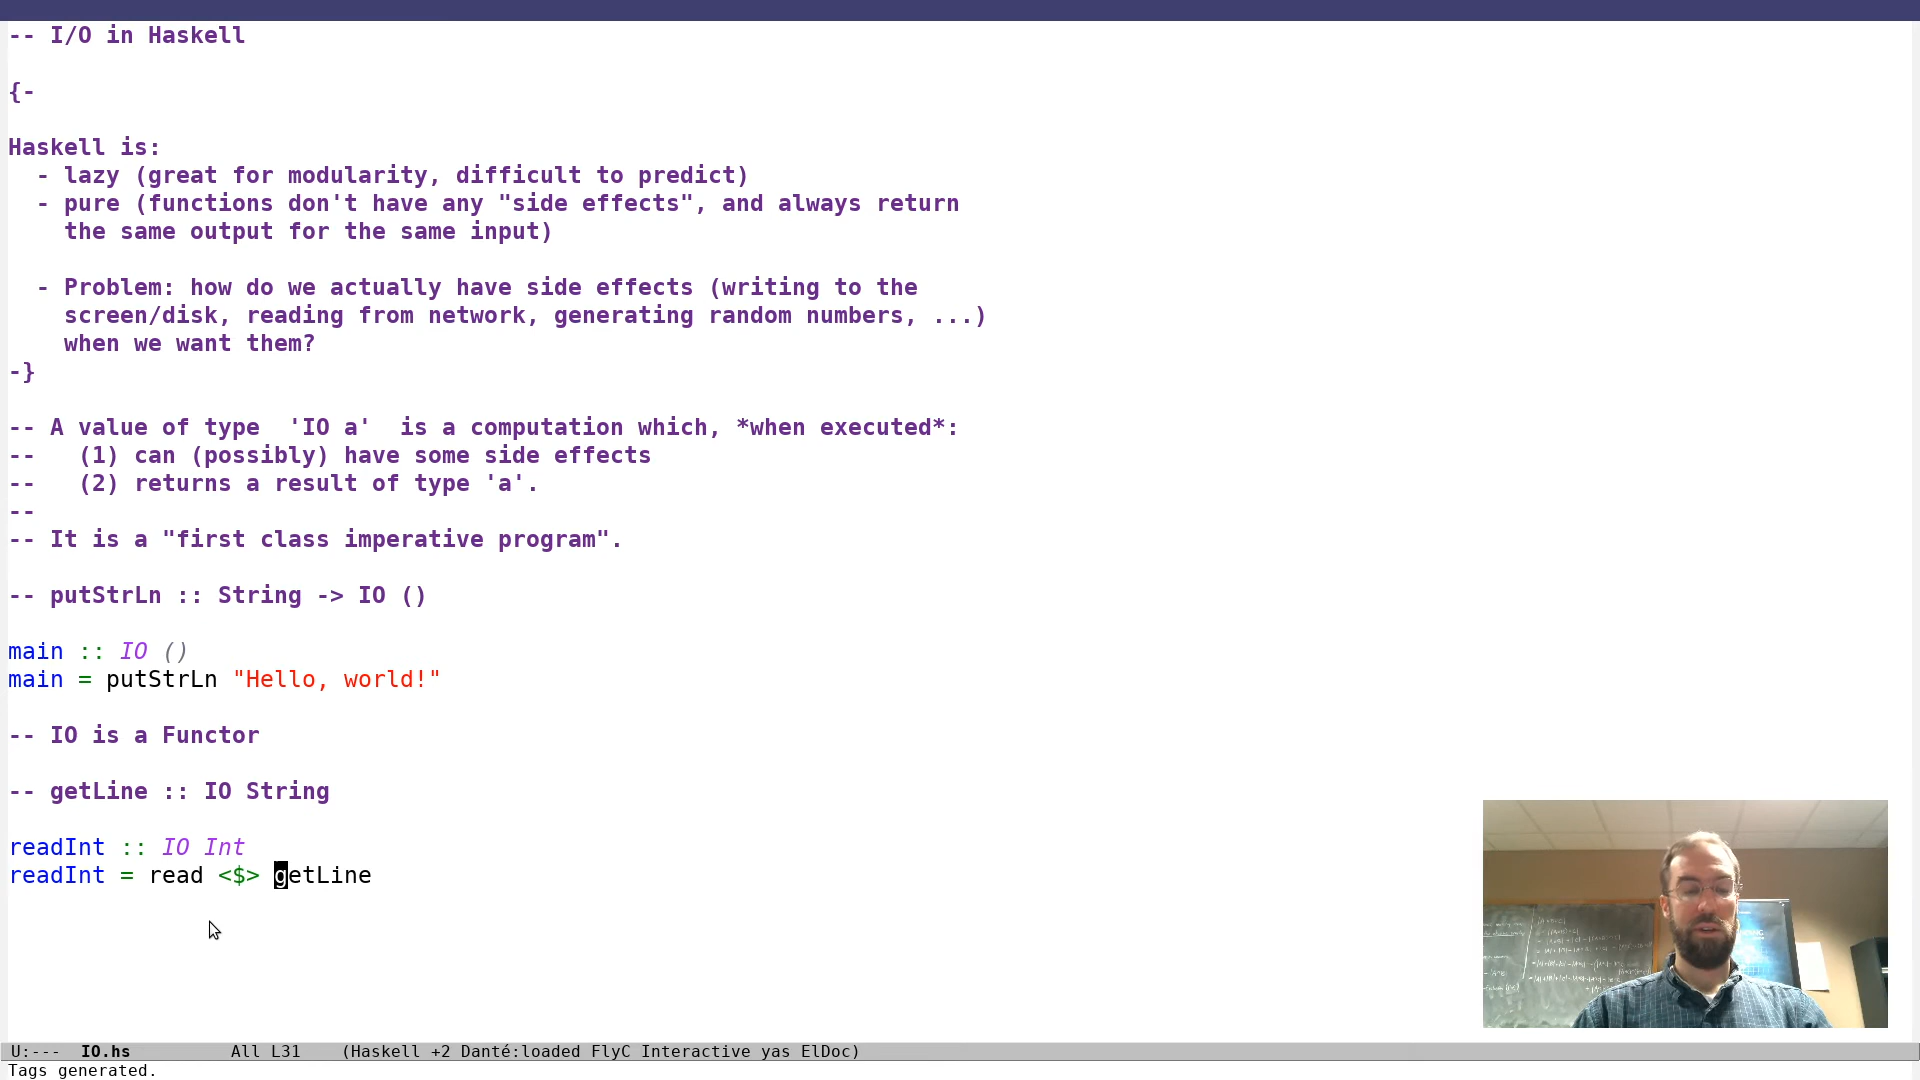 -- I/O in Haskell
{-
Haskell is:
- lazy (great for modularity, difficult to predict)
- pure (functions don't have any "side effects", and always return
the same output for the same input)
- Problem: how do we actually have side effects (writing to the
screen/disk, reading from network, generating random numbers, ...)
when we want them?
-}
-- A value of type  'IO a'  is a computation which, *when executed*:
--   (1) can (possibly) have some side effects
--   (2) returns a result of type 'a'.
--
-- It is a "first class imperative program".
-- putStrLn :: String -> IO ()
main :: IO ()
main = putStrLn "Hello, world!"
-- IO is a Functor
-- getLine :: IO String
readInt :: IO Int
readInt = read <$> getLine
U:---  IO.hs  All L31  (Haskell +2 Danté:loaded FlyC Interactive yas ElDoc)
Tags generated.